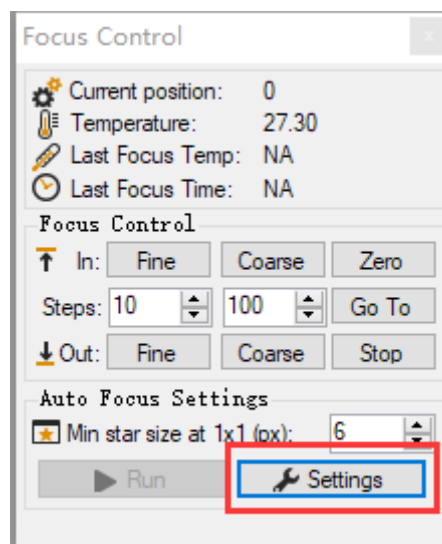 Focus Control
Current position: 0
Temperature: 27.30
Last Focus Temp: NA
Last Focus Time: NA
Focus Control
In: Fine Coarse Zero
Steps: 10 100 Go To
Out: Fine Coarse Stop
Auto Focus Settings
Min star size at 1x1 (px): 6
Run Settings